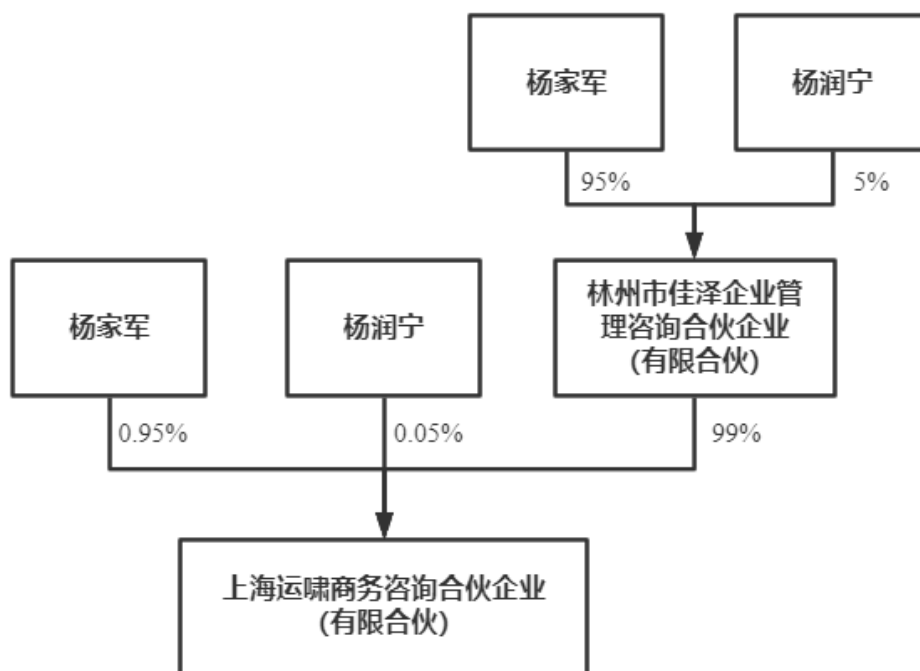 杨家军
杨润宁
95%
5%
杨家军
杨润宁
林州市佳泽企业管
理咨询合伙企业
(有限合伙)
0.95%
0.05%
99%
上海运啸商务咨询合伙企业
(有限合伙)